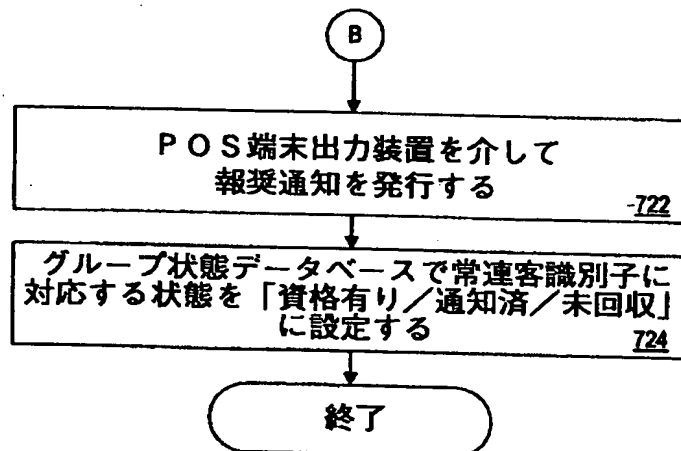 B
POS端末出力装置を介して
報奨通知を発行する
722
グループ状態データベースで常連客識別子に
対応する状態を「資格有り/通知済/未回収」
に設定する
724
終了